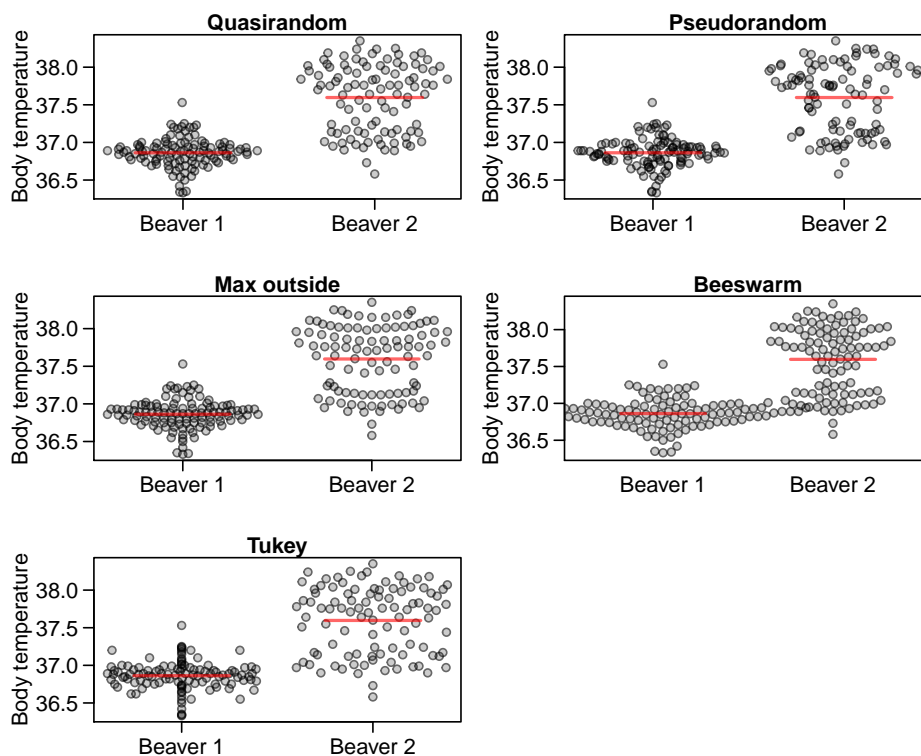 Quasirandom
Body temperature
38.0
37.5
37.0
36.5
Beaver 1 Beaver 2
Pseudorandom
Body temperature
38.0
37.5
37.0
36.5
Beaver 1 Beaver 2
Max outside
Body temperature
38.0
37.5
37.0
36.5
Beaver 1 Beaver 2
Beeswarm
Body temperature
38.0
37.5
37.0
36.5
Beaver 1 Beaver 2
Tukey
Body temperature
38.0
37.5
37.0
36.5
Beaver 1 Beaver 2